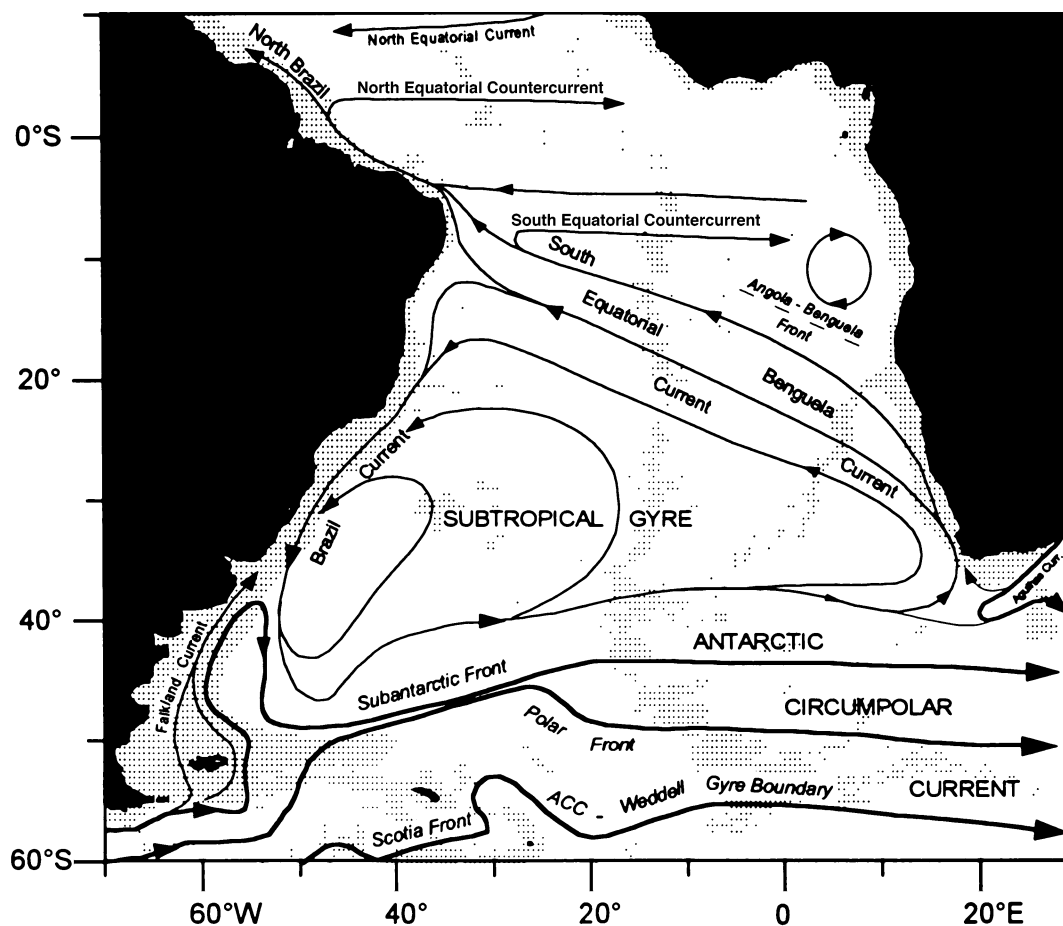 North Equatorial Current
North Brazil
North Equatorial Countercurrent
0°S
South Equatorial Countercurrent
South
Equatorial
Current
Angola - Benguela
Front
20°
Benguela
Current
Current
Brazil
SUBTROPICAL GYRE
Agulhas Curr.
40°
Falkland Current
ANTARCTIC
Subantarctic Front
CIRCUMPOLAR
Polar
Front
CURRENT
ACC - Weddell Gyre Boundary
Scotia Front
60°S
60°W
40°
20°
0
20°E